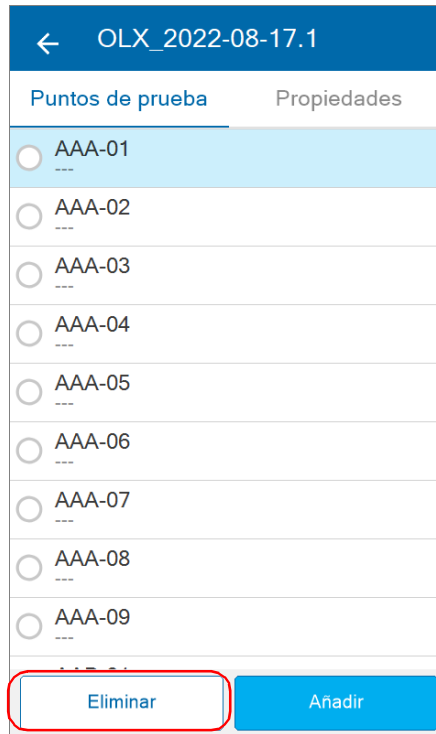 OLX_2022-08-17.1
Puntos de prueba Propiedades
AAA-01
---
AAA-02
---
AAA-03
---
AAA-04
---
AAA-05
---
AAA-06
---
AAA-07
---
AAA-08
---
AAA-09
---
Eliminar Añadir